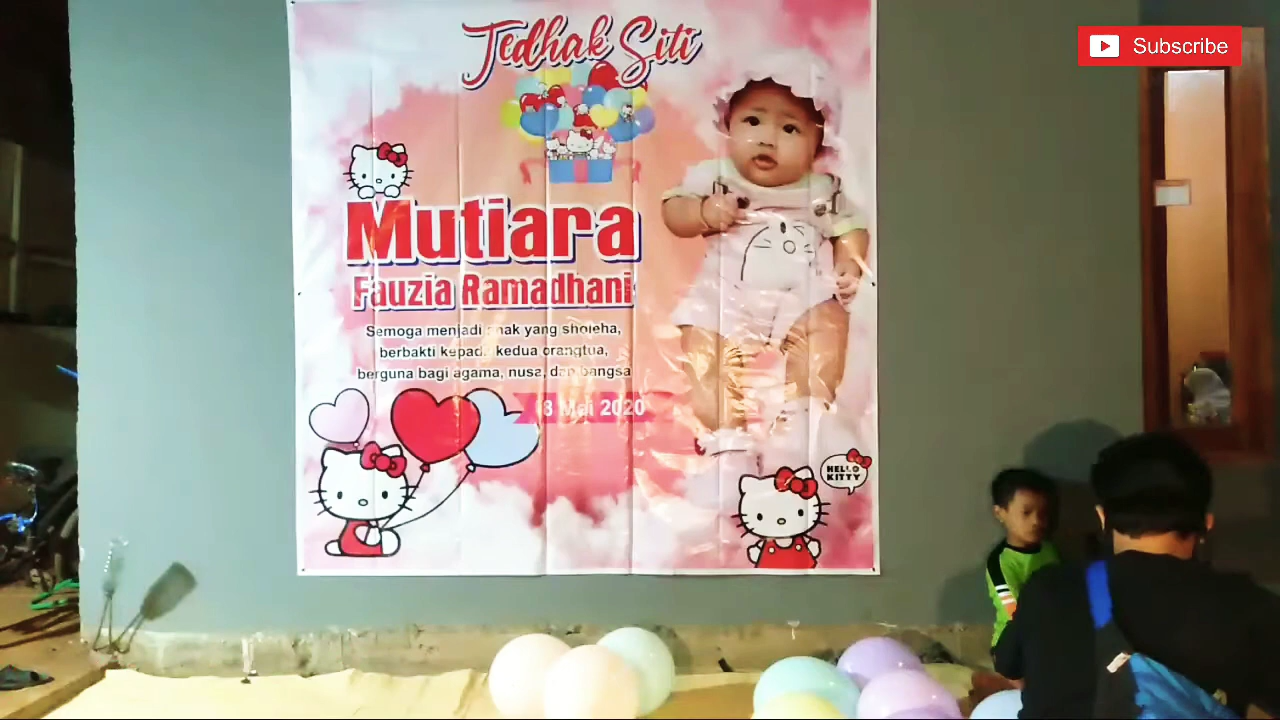 Subscribe
Tedhak Siti
Mutiara
Fauzia Ramadhani
Semoga menjadi anak yang sholeha,
berbakti kepada kedua orangtua,
berguna bagi agama, nusa, dan bangsa
Mei 2020
HELLO
KITTY